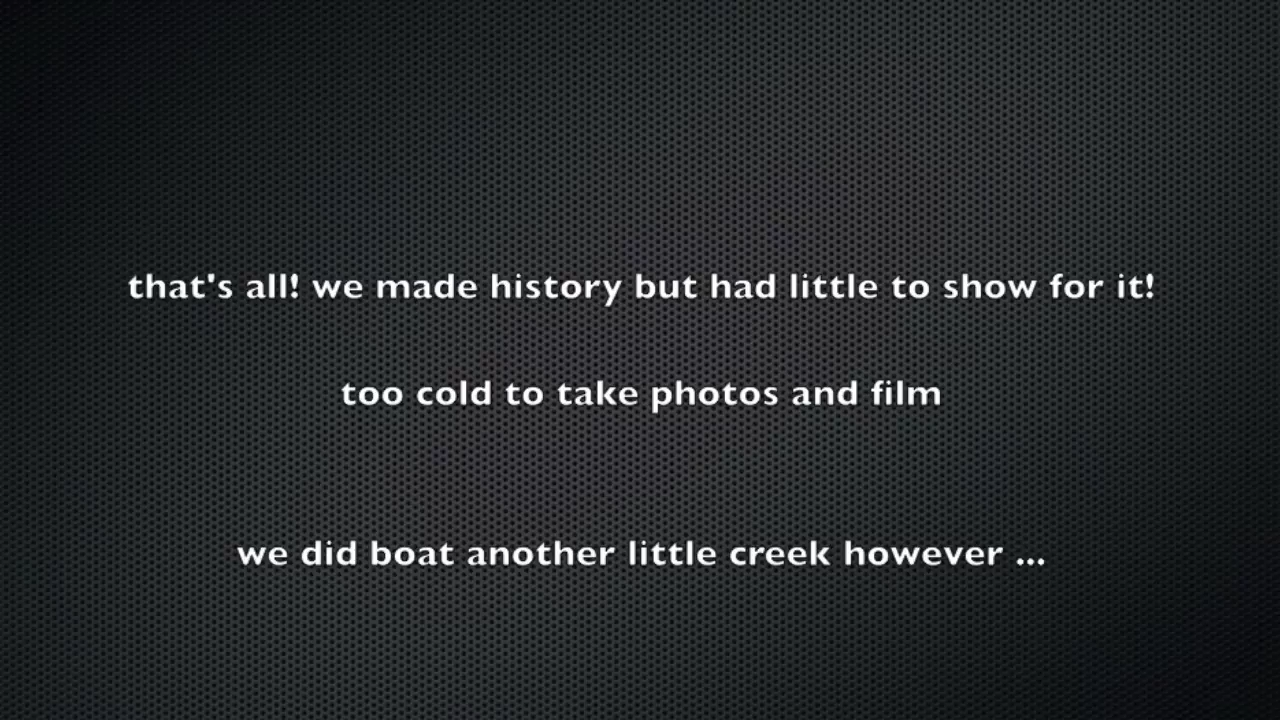 that's all! we made history but had little to show for it!
too cold to take photos and film
we did boat another little creek however ...